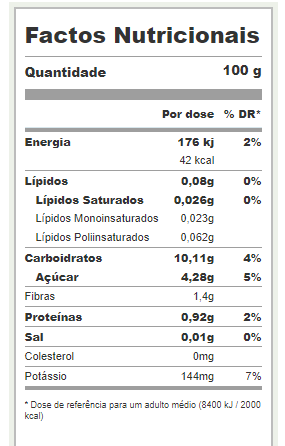 Factos Nutricionais
Quantidade 100 g
Por dose % DR*
Energia 176 kj 2%
42 kcal
Lípidos 0,08g 0%
Lípidos Saturados 0,026g 0%
Lípidos Monoinsaturados 0,023g
Lípidos Poliinsaturados 0,062g
Carboidratos 10,11g 4%
Açúcar 4,28g 5%
Fibras 1,4g
Proteínas 0,92g 2%
Sal 0,01g 0%
Colesterol 0mg
Potássio 144mg 7%
* Dose de referência para um adulto médio (8400 kJ / 2000
kcal)